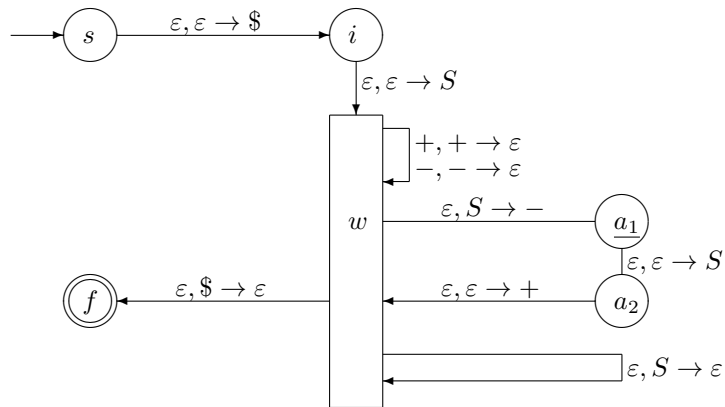 s
ε, ε → $
i
ε, ε → S
+, + → ε
−, − → ε
w
ε, S → −
a₁
ε, ε → S
f
ε, $ → ε
ε, ε → +
a₂
ε, S → ε